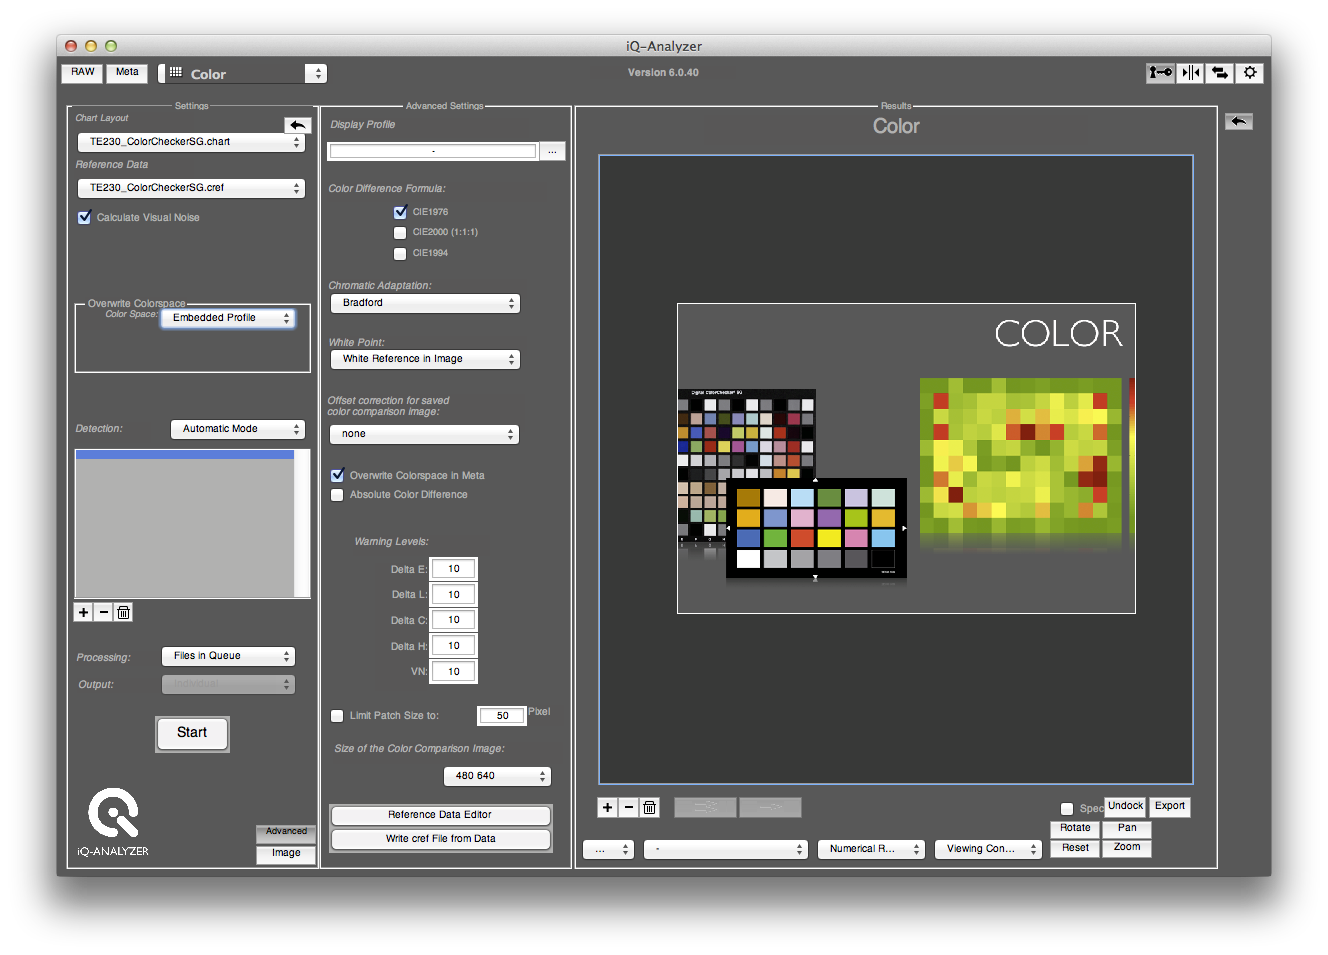 iQ-Analyzer
RAW
Meta
Color
Version 6.0.40
Settings
Chart Layout
TE230_ColorCheckerSG.chart
Reference Data
TE230_ColorCheckerSG.cref
Calculate Visual Noise
Overwrite Colorspace
Color Space:
Embedded Profile
Detection:
Automatic Mode
Processing:
Files in Queue
Output:
Individual
Start
iQ-ANALYZER
Advanced
Image
Advanced Settings
Display Profile
-
...
Color Difference Formula:
CIE1976
CIE2000 (1:1:1)
CIE1994
Chromatic Adaptation:
Bradford
White Point:
White Reference in Image
Offset correction for saved
color comparison image:
none
Overwrite Colorspace in Meta
Absolute Color Difference
Warning Levels:
Delta E: 10
Delta L: 10
Delta C: 10
Delta H: 10
VN: 10
Limit Patch Size to: 50 Pixel
Size of the Color Comparison Image:
480 640
Reference Data Editor
Write cref File from Data
Results
Color
COLOR
Digital ColorChecker SG
Spec
Undock
Export
Rotate
Pan
Reset
Zoom
...
-
Numerical R...
Viewing Con...